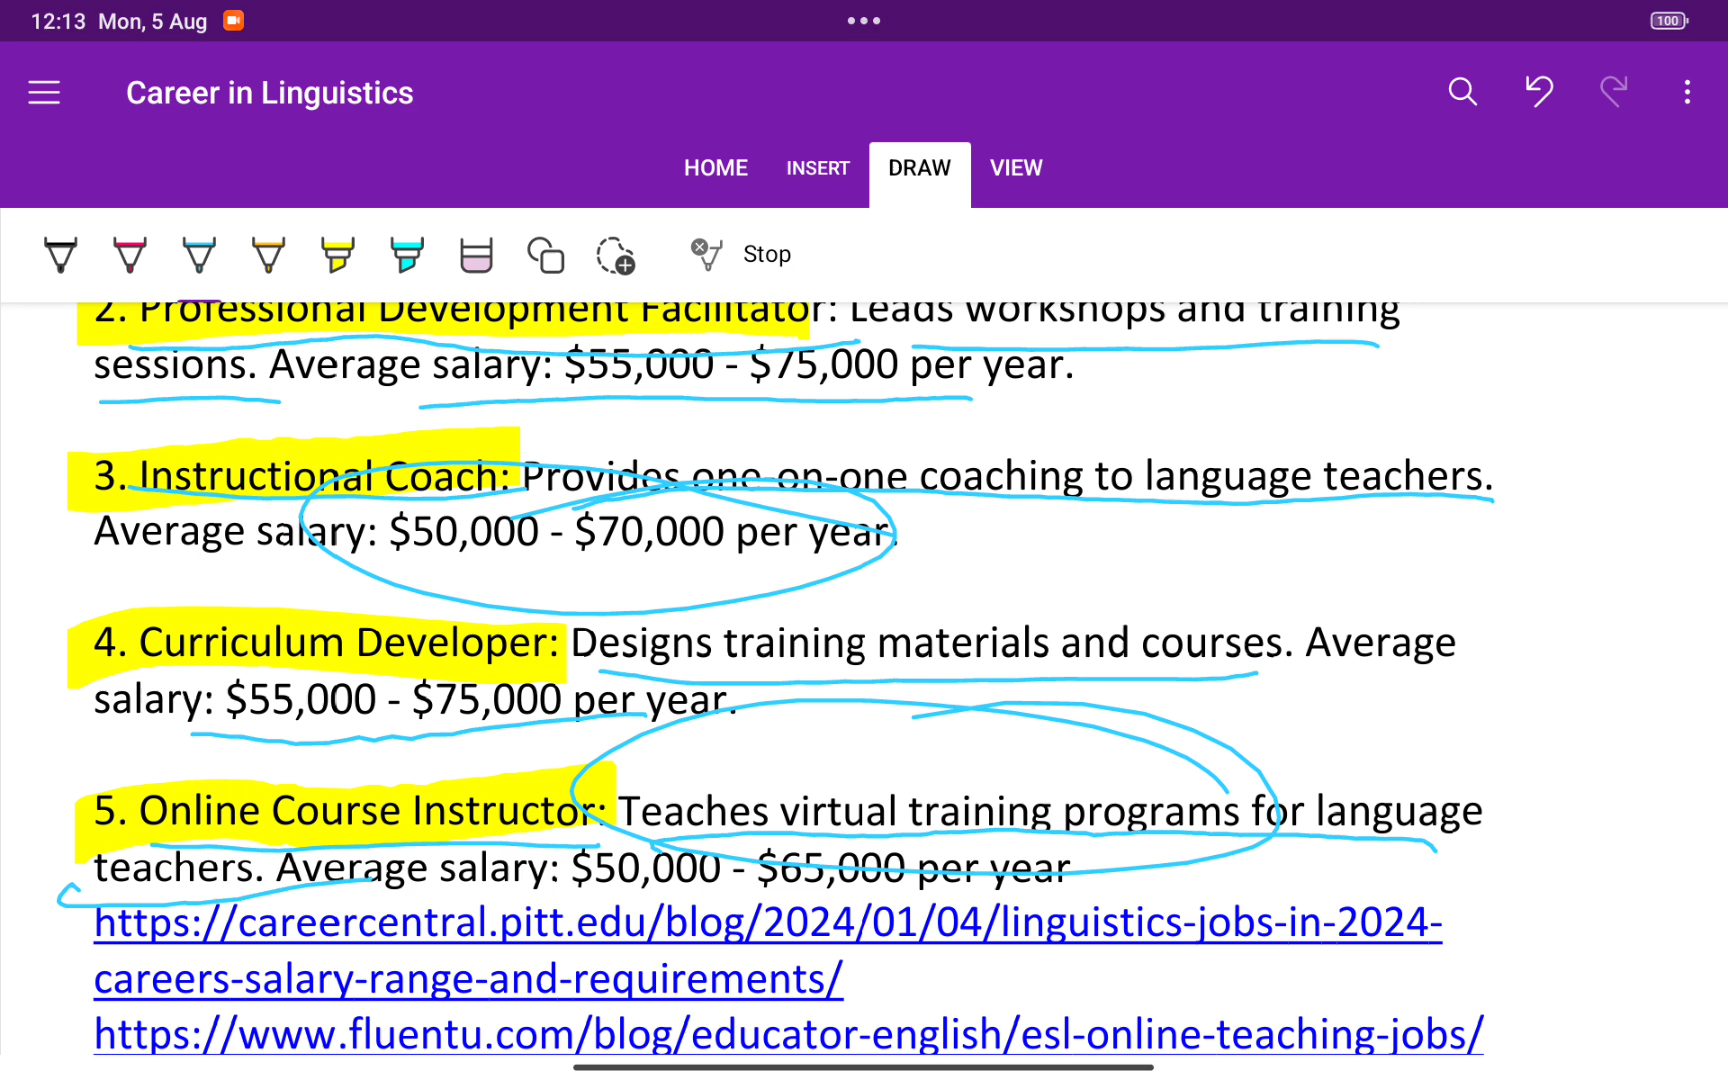 12:13 Mon, 5 Aug
100
Career in Linguistics
HOME INSERT DRAW VIEW
Stop
2. Professional Development Facilitator: Leads workshops and training
sessions. Average salary: $55,000 - $75,000 per year.
3. Instructional Coach: Provides one-on-one coaching to language teachers.
Average salary: $50,000 - $70,000 per year.
4. Curriculum Developer: Designs training materials and courses. Average
salary: $55,000 - $75,000 per year.
5. Online Course Instructor: Teaches virtual training programs for language
teachers. Average salary: $50,000 - $65,000 per year
https://careercentral.pitt.edu/blog/2024/01/04/linguistics-jobs-in-2024-
careers-salary-range-and-requirements/
https://www.fluentu.com/blog/educator-english/esl-online-teaching-jobs/